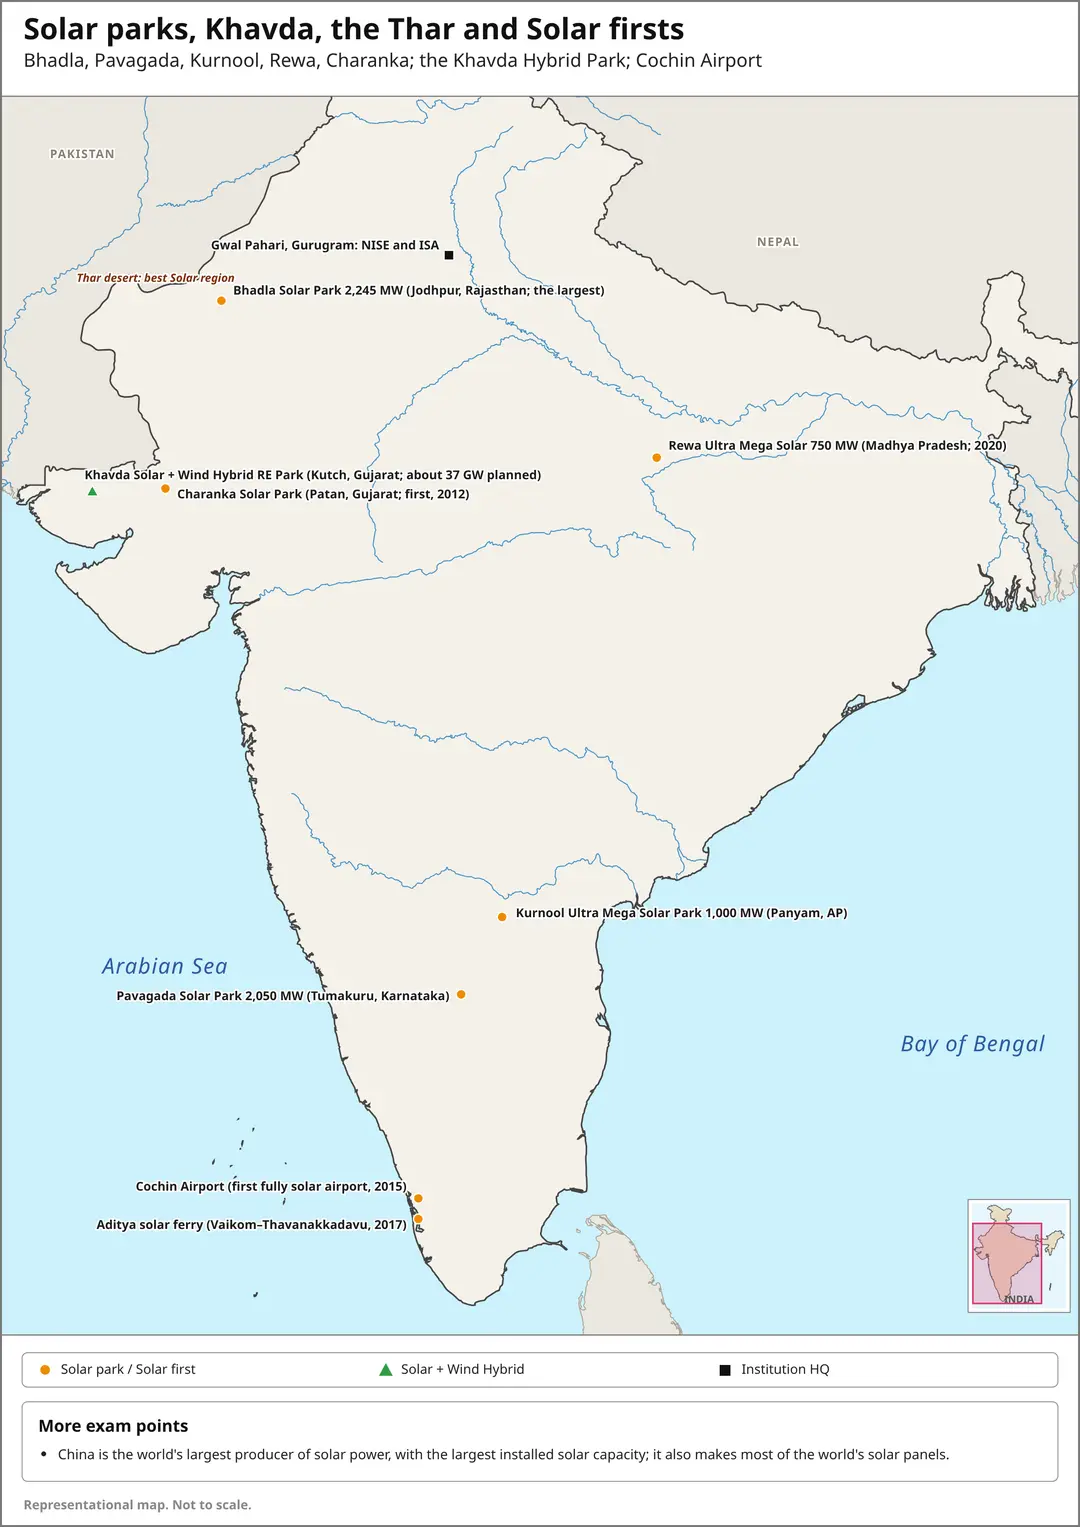 Solar parks, Khavda, the Thar and Solar firsts
Bhadla, Pavagada, Kurnool, Rewa, Charanka; the Khavda Hybrid Park; Cochin Airport
PAKISTAN
NEPAL
Gwal Pahari, Gurugram: NISE and ISA
Thar desert: best Solar region
Bhadla Solar Park 2,245 MW (Jodhpur, Rajasthan; the largest)
Rewa Ultra Mega Solar 750 MW (Madhya Pradesh; 2020)
Khavda Solar + Wind Hybrid RE Park (Kutch, Gujarat; about 37 GW planned)
Charanka Solar Park (Patan, Gujarat; first, 2012)
Kurnool Ultra Mega Solar Park 1,000 MW (Panyam, AP)
Arabian Sea
Pavagada Solar Park 2,050 MW (Tumakuru, Karnataka)
Bay of Bengal
Cochin Airport (first fully solar airport, 2015)
Aditya solar ferry (Vaikom–Thavanakkadavu, 2017)
INDIA
Solar park / Solar first
Solar + Wind Hybrid
Institution HQ
More exam points
• China is the world's largest producer of solar power, with the largest installed solar capacity; it also makes most of the world's solar panels.
Representational map. Not to scale.